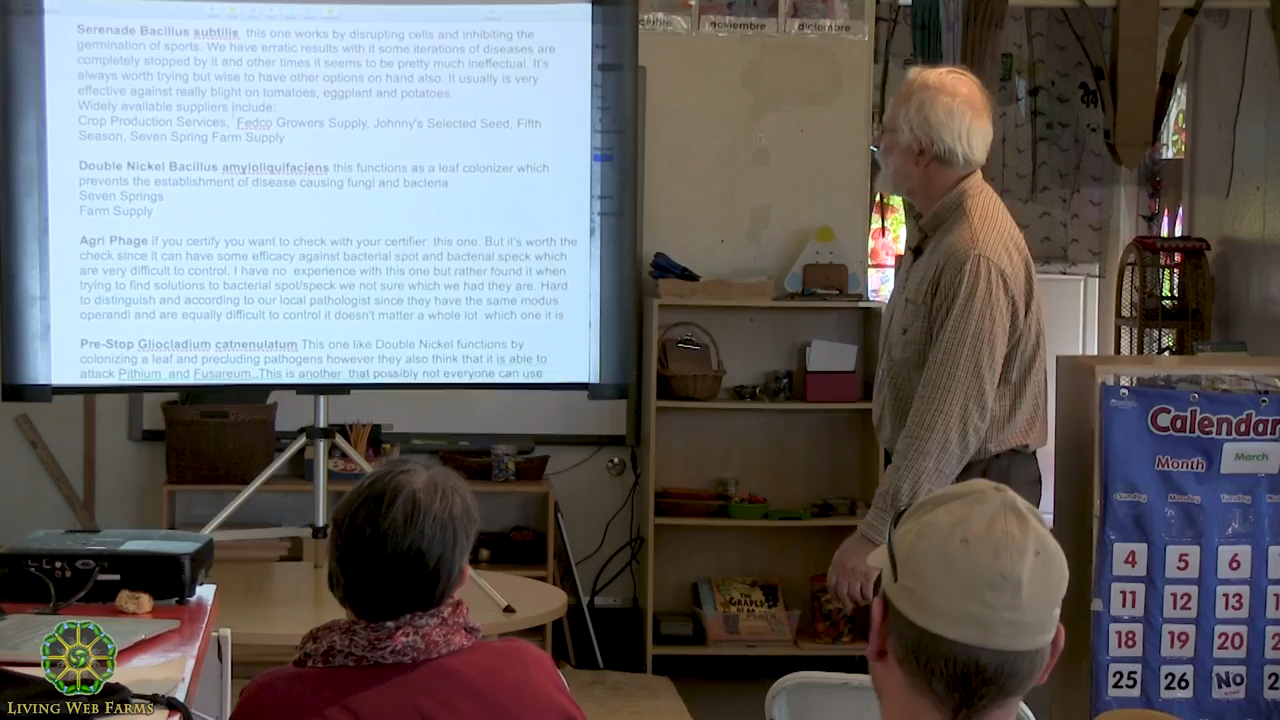 Serenade Bacillus subtilis this one works by disrupting cells and inhibiting the
germination of sports. We have erratic results with it some iterations of diseases are
completely stopped by it and other times it seems to be pretty much ineffectual. It's
always worth trying but wise to have other options on hand also. It usually is very
effective against really blight on tomatoes, eggplant and potatoes.
Widely available suppliers include:
Crop Production Services, Fedco Growers Supply, Johnny's Selected Seed, Fifth
Season, Seven Spring Farm Supply
Double Nickel Bacillus amyloliquifaciens this functions as a leaf colonizer which
prevents the establishment of disease causing fungi and bacteria
Seven Springs
Farm Supply
Agri Phage if you certify you want to check with your certifier this one. But it's worth the
check since it can have some efficacy against bacterial spot and bacterial speck which
are very difficult to control. I have no experience with this one but rather found it when
trying to find solutions to bacterial spot/speck we not sure which we had they are. Hard
to distinguish and according to our local pathologist since they have the same modus
operandi and are equally difficult to control it doesn't matter a whole lot which one it is
Pre-Stop Gliocladium catnenulatum This one like Double Nickel functions by
colonizing a leaf and precluding pathogens however they also think that it is able to
attack Pithium and Fusareum..This is another that possibly not everyone can use
noviembre
diciembre
THE
GRAPES
Calendar
Month March
Sunday Monday Tuesday
4 5 6
11 12 13
18 19 20
25 26 No
LIVING WEB FARMS